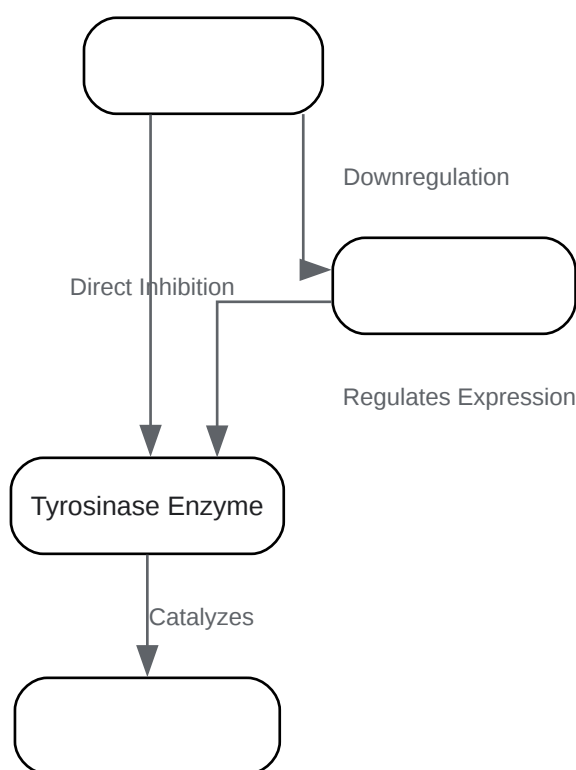 Downregulation
Direct Inhibition
Regulates Expression
Tyrosinase Enzyme
Catalyzes